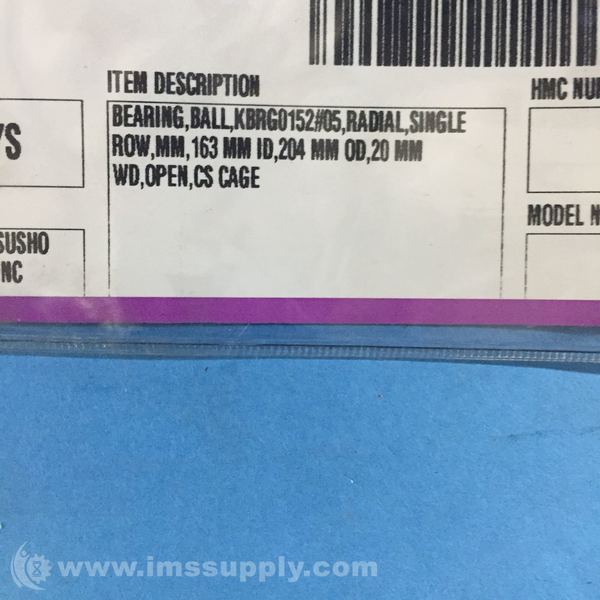 ITEM DESCRIPTION
HMC NU
BEARING,BALL,KBRG0152#05,RADIAL,SINGLE
ROW,MM,163 MM ID,204 MM OD,20 MM
WD,OPEN,CS CAGE
/S
MODEL N
SUSHO
NC
www.imssupply.com